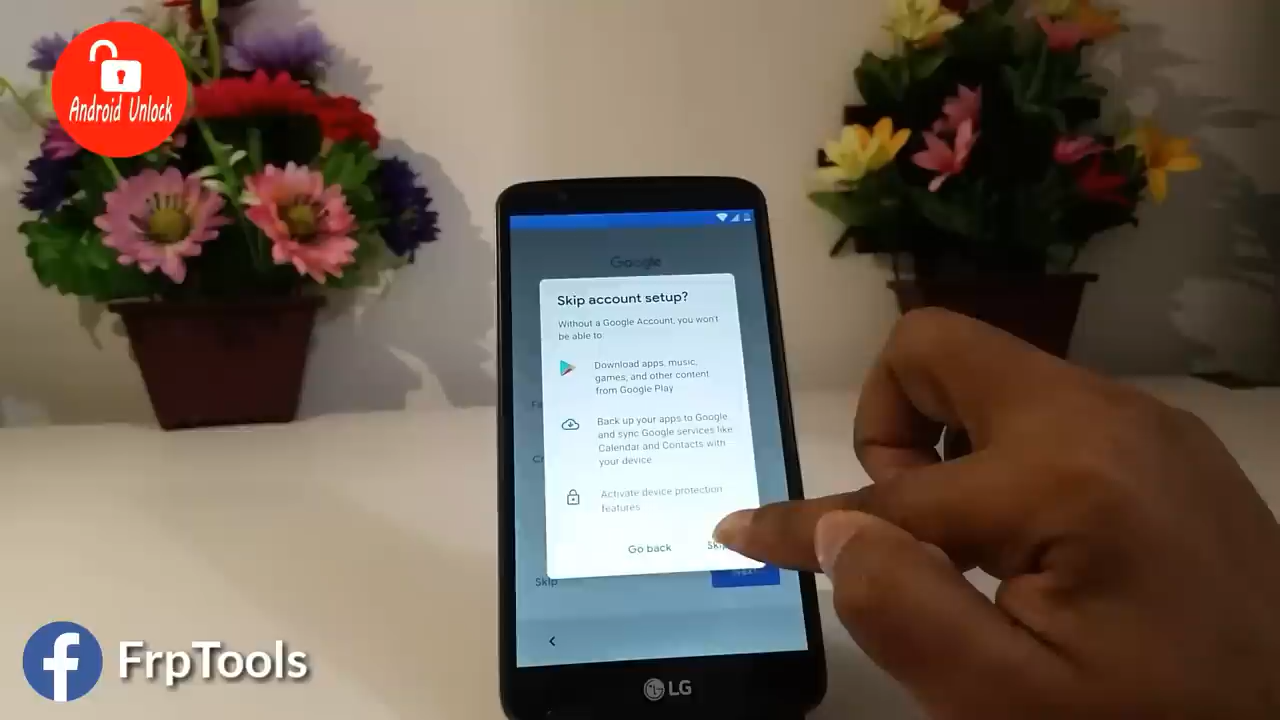 Android Unlock
Google
Skip account setup?
Without a Google Account, you won't
be able to
Download apps, music,
games, and other content
from Google Play
Back up your apps to Google
and sync Google services like
Calendar and Contacts with
your device
Activate device protection
features
Go back
Skip
LG
f FrpTools